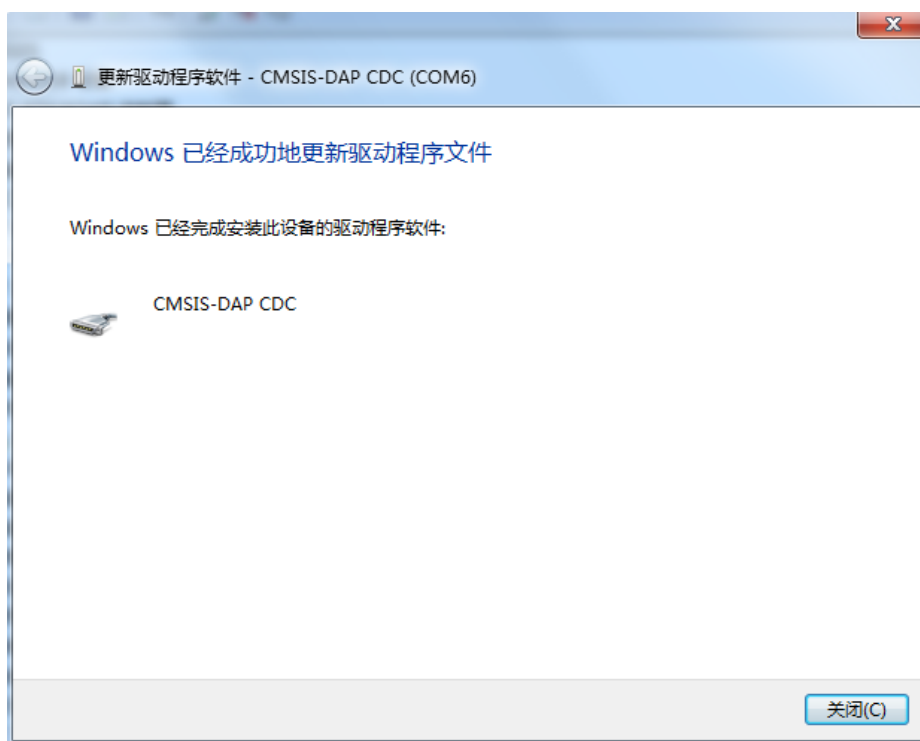 更新驱动程序软件 - CMSIS-DAP CDC (COM6)
Windows 已经成功地更新驱动程序文件
Windows 已经完成安装此设备的驱动程序软件:
CMSIS-DAP CDC
关闭(C)